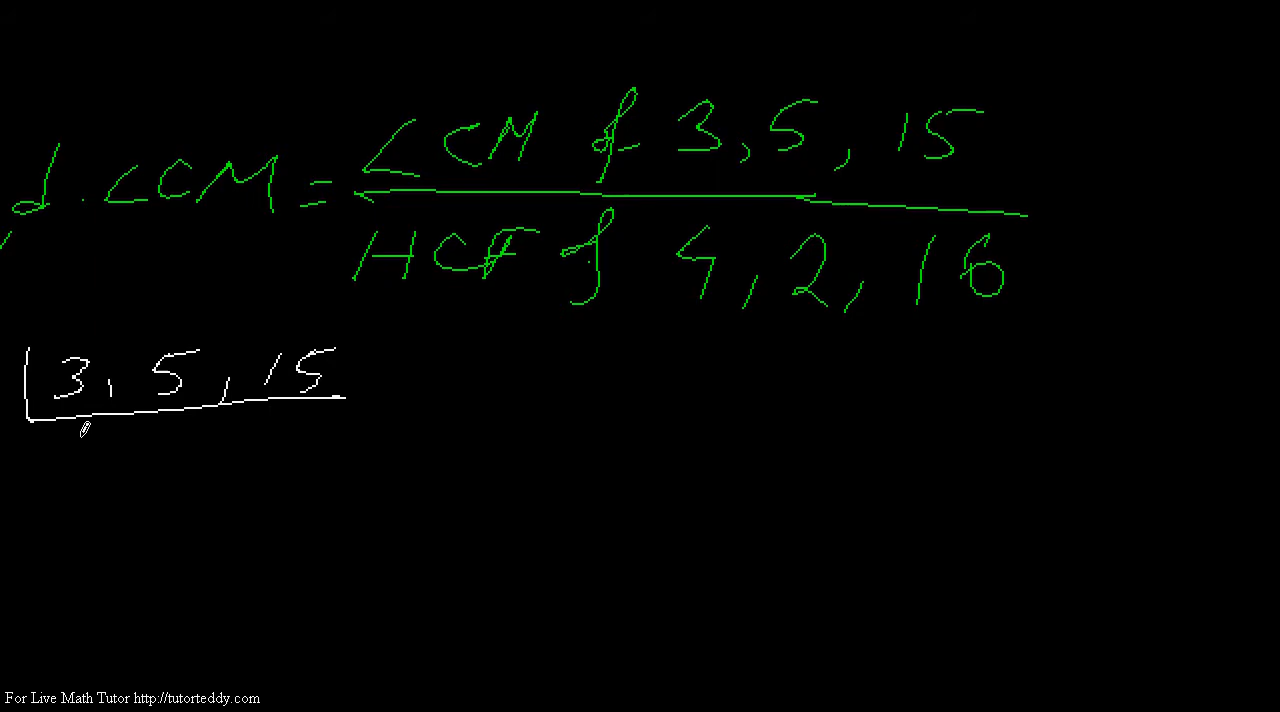 d. LCM = LCM of 3, 5, 15
HCF of 4, 2, 16
3, 5, 15
For Live Math Tutor http://tutorteddy.com